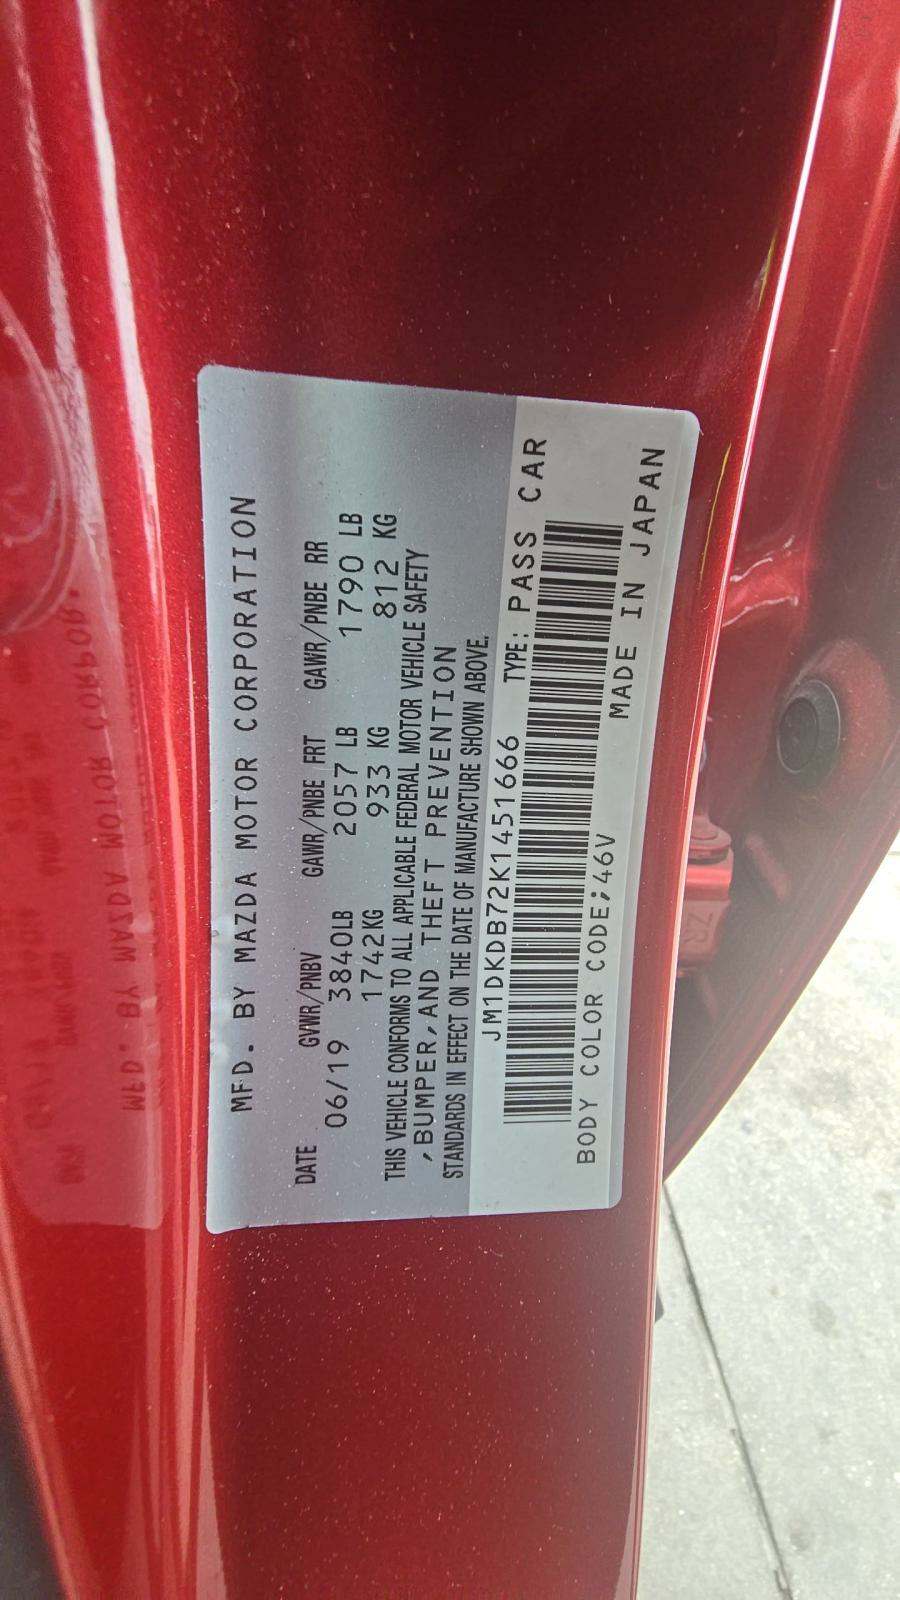 MFD. BY MAZDA MOTOR CORPORATION
DATE GVWR/PNBV GAWR/PNBE FRT GAWR/PNBE RR
06/19 3840LB 2057 LB 1790 LB
1742KG 933 KG 812 KG
THIS VEHICLE CONFORMS TO ALL APPLICABLE FEDERAL MOTOR VEHICLE SAFETY
,BUMPER,AND THEFT PREVENTION
STANDARDS IN EFFECT ON THE DATE OF MANUFACTURE SHOWN ABOVE.
JM1DKDB72K1451666 TYPE: PASS CAR
BODY COLOR CODE;46V MADE IN JAPAN